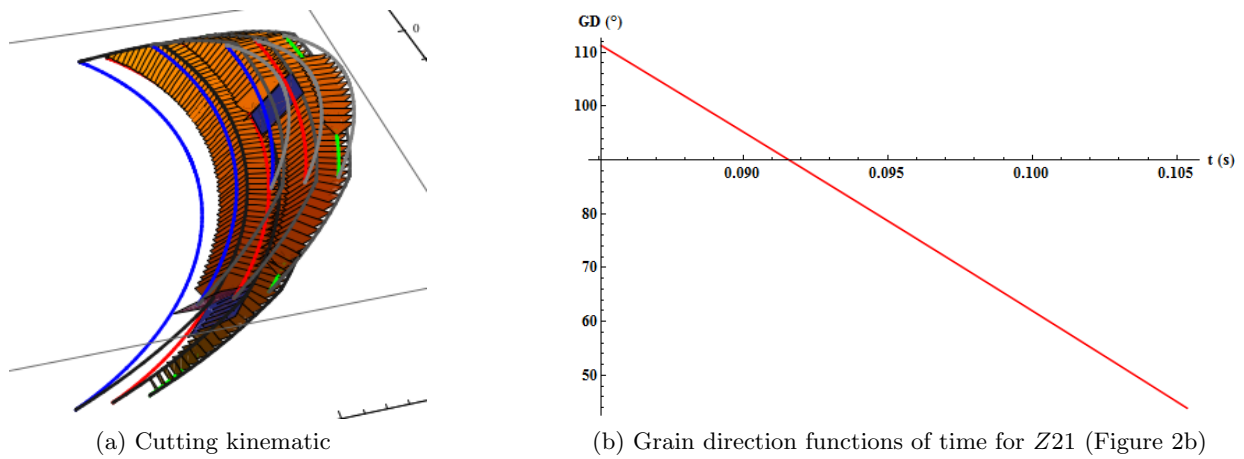 0
GD (°)
110
100
80
70
60
50
0.090
0.095
0.100
0.105
t (s)
(a) Cutting kinematic
(b) Grain direction functions of time for Z21 (Figure 2b)